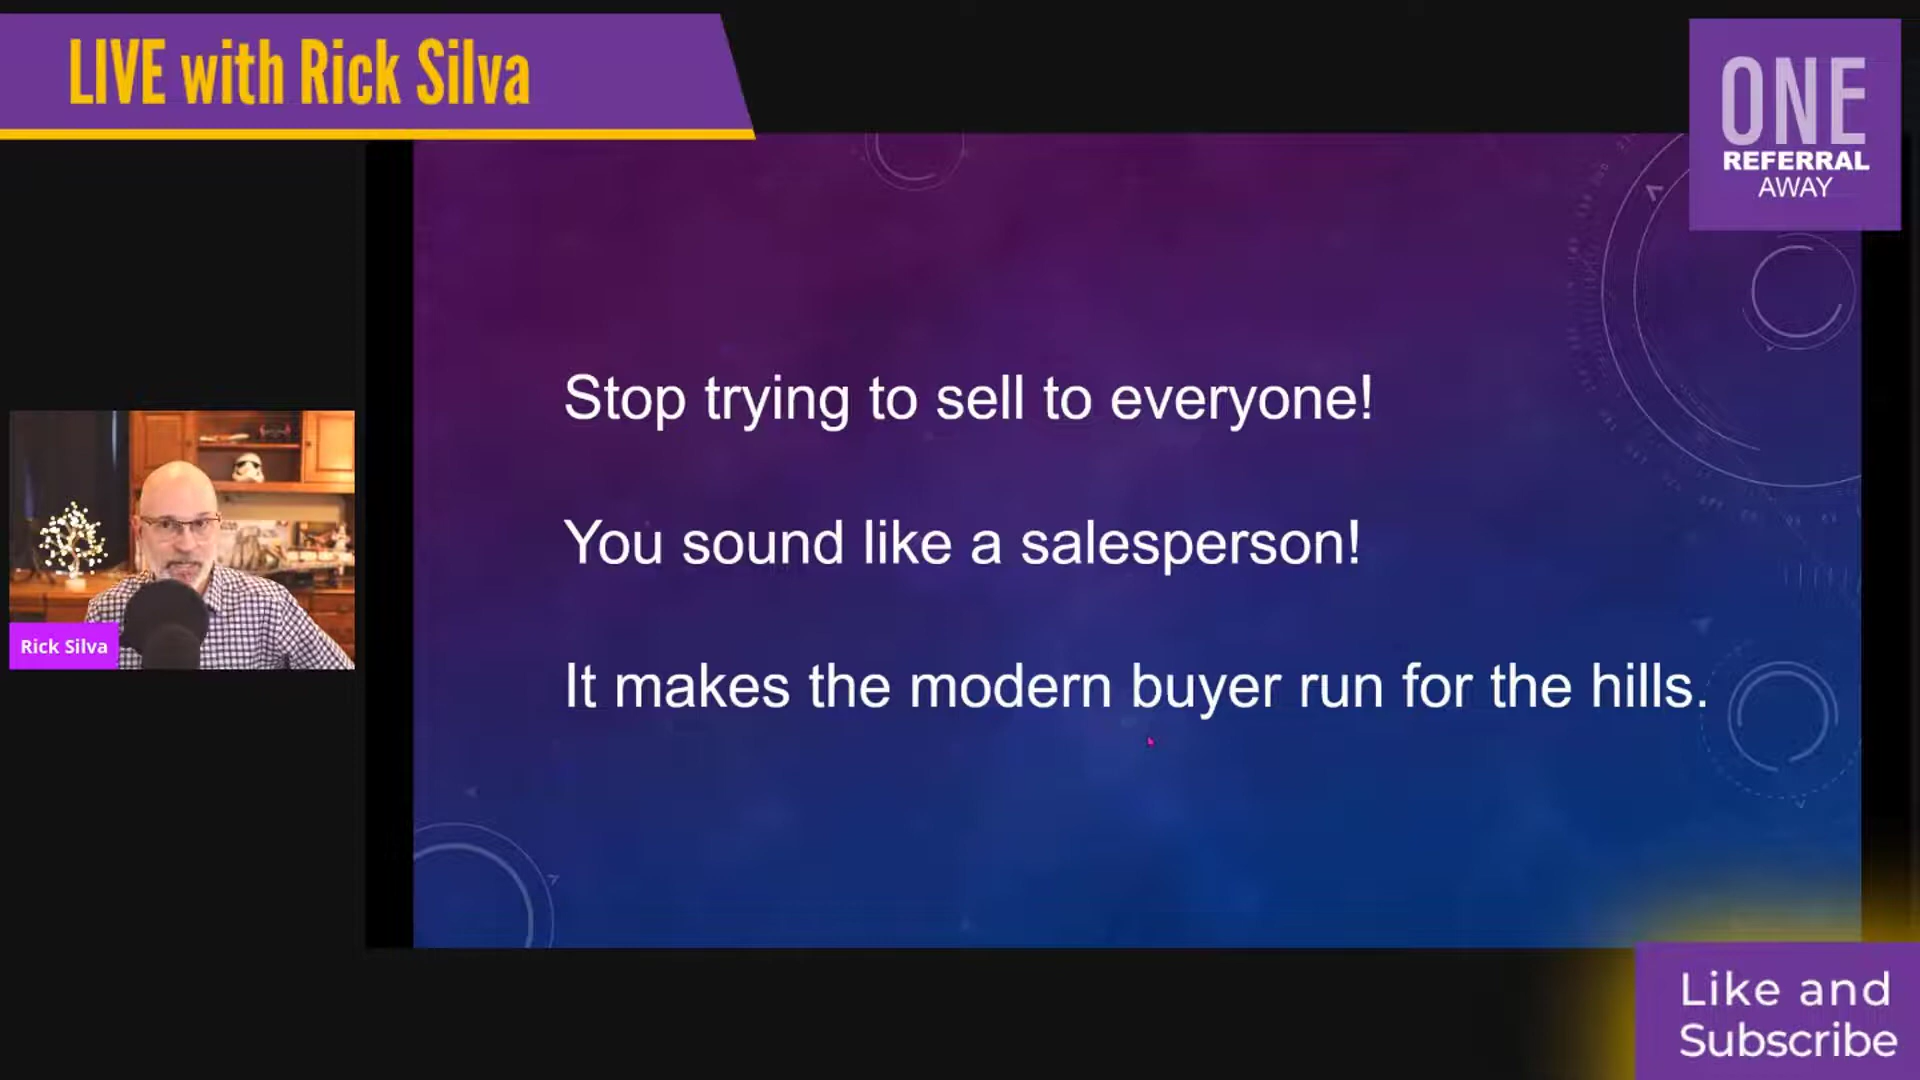 LIVE with Rick Silva
ONE
REFERRAL
AWAY
Stop trying to sell to everyone!
You sound like a salesperson!
It makes the modern buyer run for the hills.
Rick Silva
Like and
Subscribe